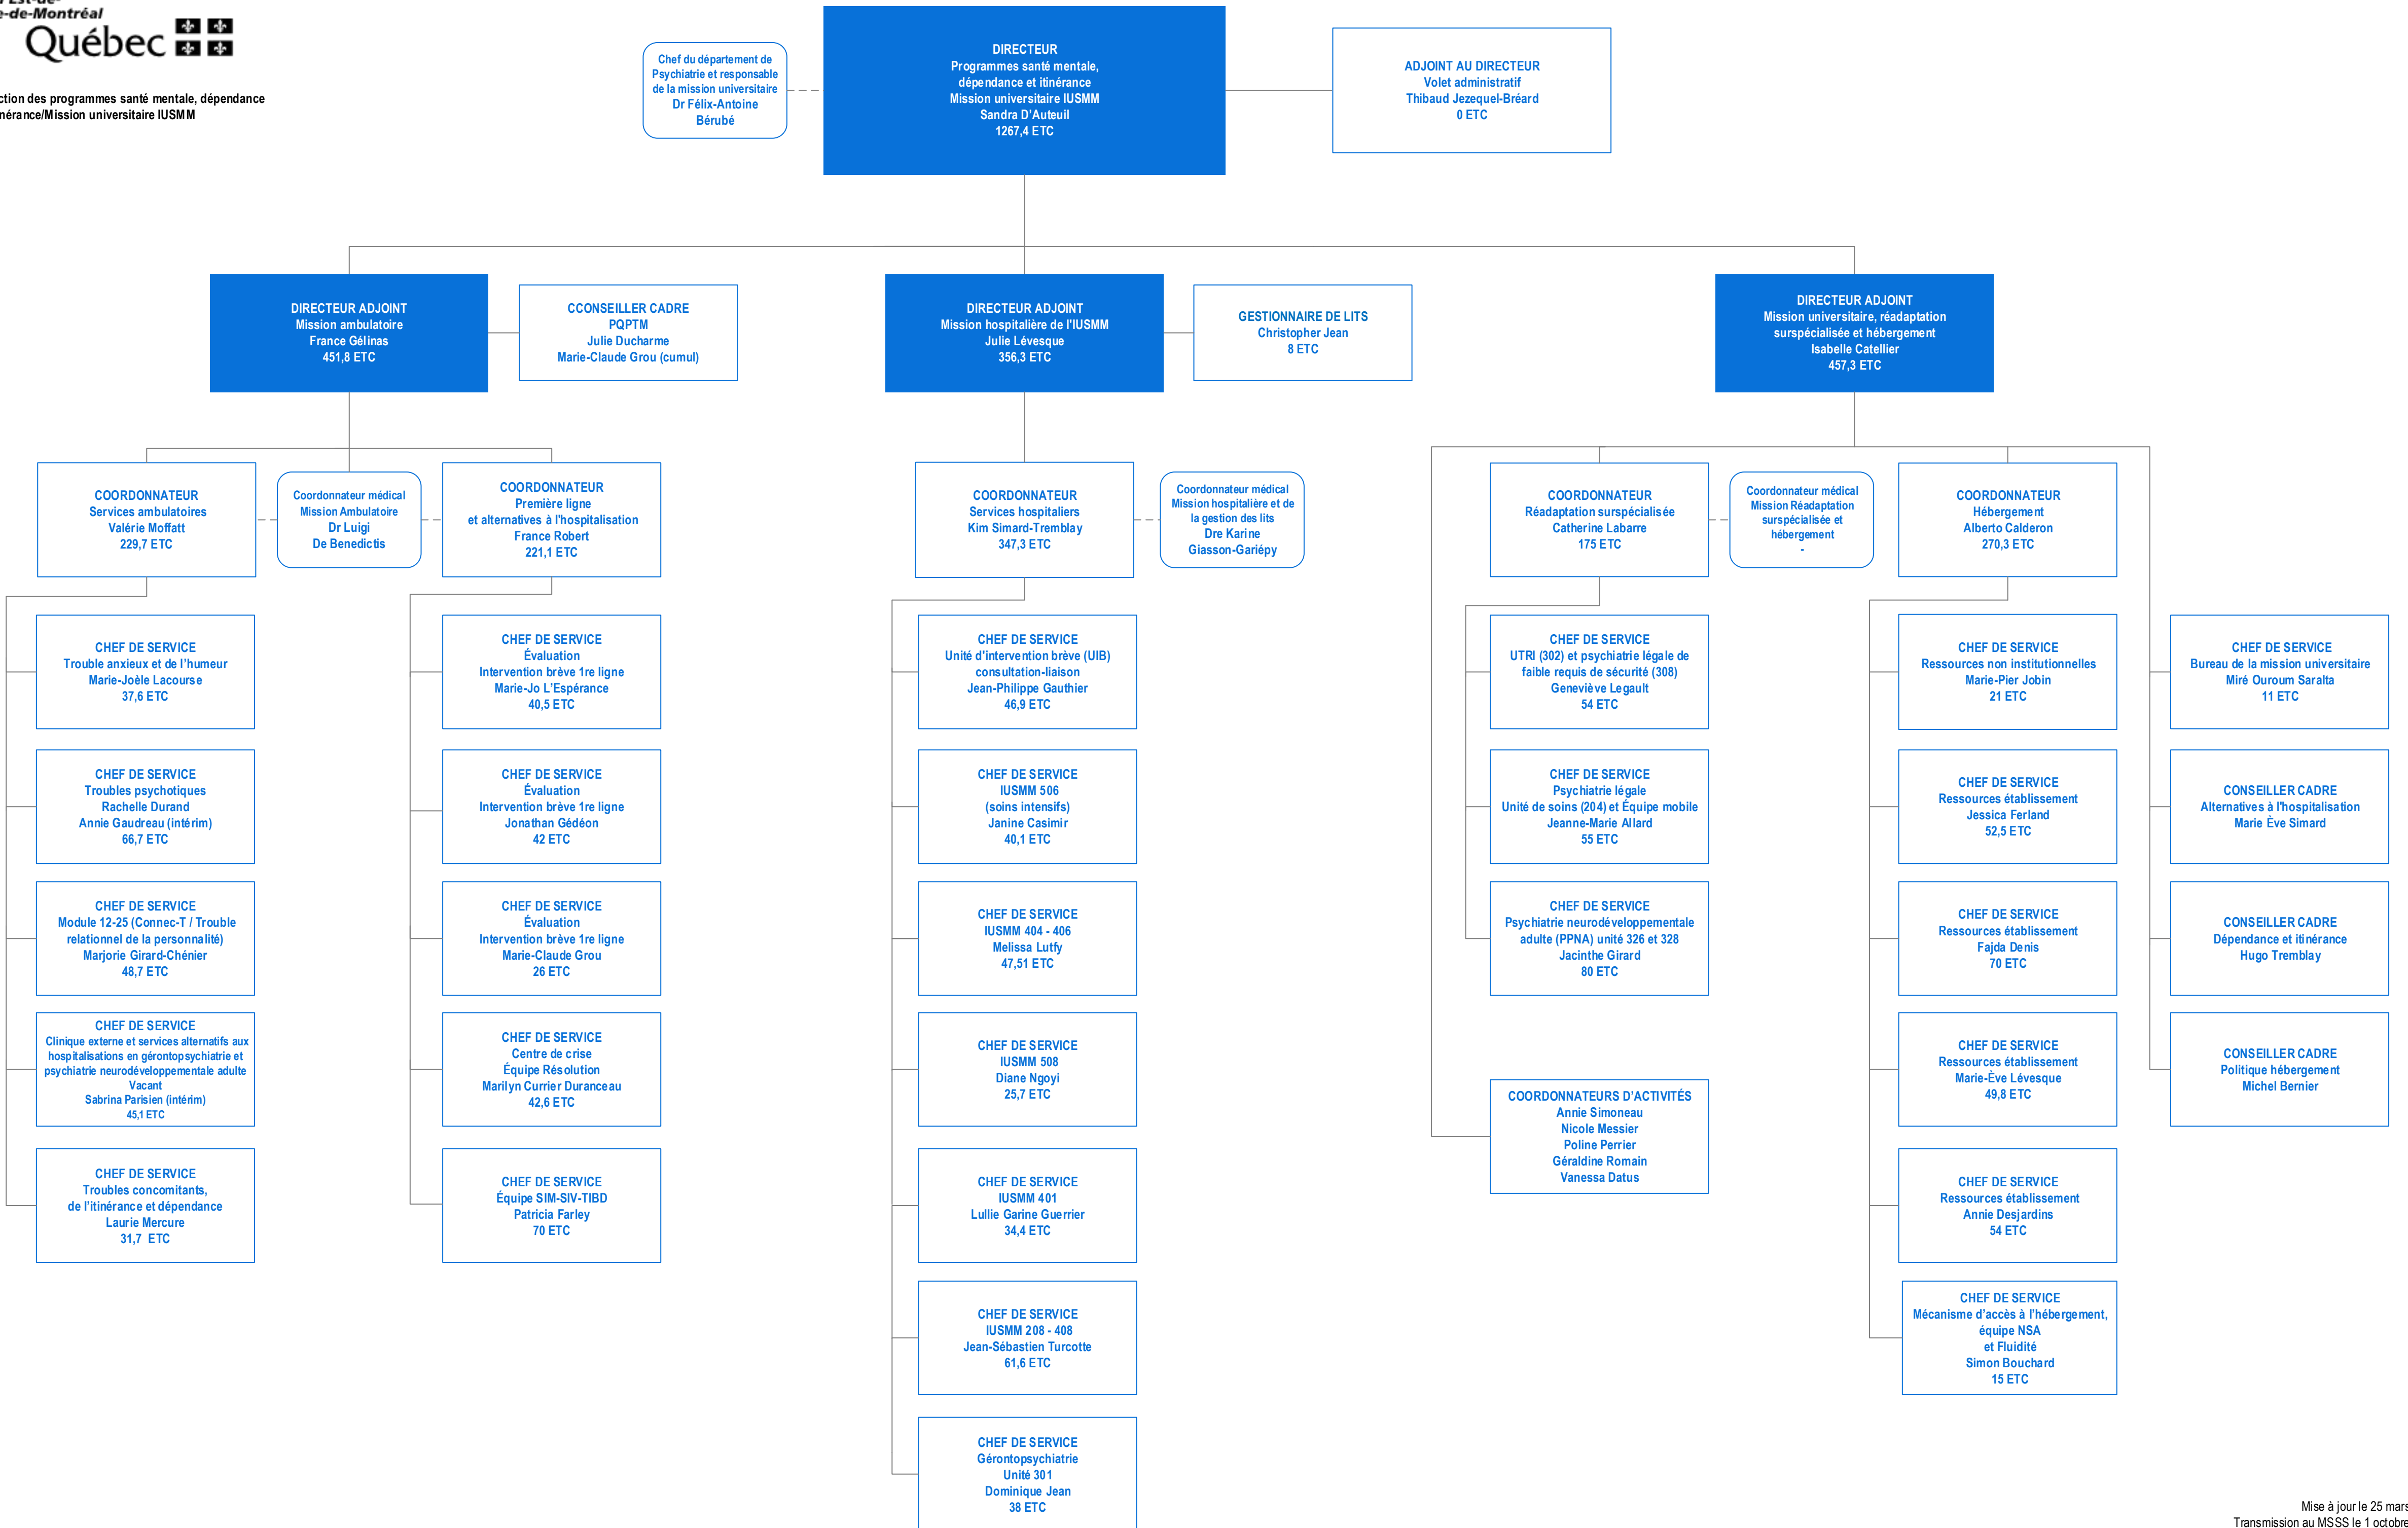 e-de-Montréal
Québec
ction des programmes santé mentale, dépendance
inérance/Mission universitaire IUSMM
Chef du département de
Psychiatrie et responsable
de la mission universitaire
Dr Félix-Antoine
Bérubé
DIRECTEUR
Programmes santé mentale,
dépendance et itinérance
Mission universitaire IUSMM
Sandra D'Auteuil
1267,4 ETC
ADJOINT AU DIRECTEUR
Volet administratif
Thibaud Jezequel-Bréard
0 ETC
DIRECTEUR ADJOINT
Mission ambulatoire
France Gélinas
451,8 ETC
CCONSEILLER CADRE
PQPTM
Julie Ducharme
Marie-Claude Grou (cumul)
DIRECTEUR ADJOINT
Mission hospitalière de l'IUSMM
Julie Lévesque
356,3 ETC
GESTIONNAIRE DE LITS
Christopher Jean
8 ETC
DIRECTEUR ADJOINT
Mission universitaire, réadaptation
surspécialisée et hébergement
Isabelle Catellier
457,3 ETC
COORDONNATEUR
Services ambulatoires
Valérie Moffatt
229,7 ETC
Coordonnateur médical
Mission Ambulatoire
Dr Luigi
De Benedictis
COORDONNATEUR
Première ligne
et alternatives à l'hospitalisation
France Robert
221,1 ETC
COORDONNATEUR
Services hospitaliers
Kim Simard-Tremblay
347,3 ETC
Coordonnateur médical
Mission hospitalière et de
la gestion des lits
Dre Karine
Giasson-Gariépy
COORDONNATEUR
Réadaptation surspécialisée
Catherine Labarre
175 ETC
Coordonnateur médical
Mission Réadaptation
surspécialisée et
hébergement
-
COORDONNATEUR
Hébergement
Alberto Calderon
270,3 ETC
CHEF DE SERVICE
Trouble anxieux et de l'humeur
Marie-Joèle Lacourse
37,6 ETC
CHEF DE SERVICE
Troubles psychotiques
Rachelle Durand
Annie Gaudreau (intérim)
66,7 ETC
CHEF DE SERVICE
Module 12-25 (Connec-T / Trouble
relationnel de la personnalité)
Marjorie Girard-Chénier
48,7 ETC
CHEF DE SERVICE
Clinique externe et services alternatifs aux
hospitalisations en gérontopsychiatrie et
psychiatrie neurodéveloppementale adulte
Vacant
Sabrina Parisien (intérim)
45,1 ETC
CHEF DE SERVICE
Troubles concomitants,
de l'itinérance et dépendance
Laurie Mercure
31,7 ETC
CHEF DE SERVICE
Évaluation
Intervention brève 1re ligne
Marie-Jo L'Espérance
40,5 ETC
CHEF DE SERVICE
Évaluation
Intervention brève 1re ligne
Jonathan Gédéon
42 ETC
CHEF DE SERVICE
Évaluation
Intervention brève 1re ligne
Marie-Claude Grou
26 ETC
CHEF DE SERVICE
Centre de crise
Équipe Résolution
Marilyn Currier Duranceau
42,6 ETC
CHEF DE SERVICE
Équipe SIM-SIV-TIBD
Patricia Farley
70 ETC
CHEF DE SERVICE
Unité d'intervention brève (UIB)
consultation-liaison
Jean-Philippe Gauthier
46,9 ETC
CHEF DE SERVICE
IUSMM 506
(soins intensifs)
Janine Casimir
40,1 ETC
CHEF DE SERVICE
IUSMM 404 - 406
Melissa Lutfy
47,51 ETC
CHEF DE SERVICE
IUSMM 508
Diane Ngoyi
25,7 ETC
CHEF DE SERVICE
IUSMM 401
Lullie Garine Guerrier
34,4 ETC
CHEF DE SERVICE
IUSMM 208 - 408
Jean-Sébastien Turcotte
61,6 ETC
CHEF DE SERVICE
Gérontopsychiatrie
Unité 301
Dominique Jean
38 ETC
CHEF DE SERVICE
UTRI (302) et psychiatrie légale de
faible requis de sécurité (308)
Geneviève Legault
54 ETC
CHEF DE SERVICE
Psychiatrie légale
Unité de soins (204) et Équipe mobile
Jeanne-Marie Allard
55 ETC
CHEF DE SERVICE
Psychiatrie neurodéveloppementale
adulte (PPNA) unité 326 et 328
Jacinthe Girard
80 ETC
COORDONNATEURS D'ACTIVITÉS
Annie Simoneau
Nicole Messier
Poline Perrier
Géraldine Romain
Vanessa Datus
CHEF DE SERVICE
Ressources non institutionnelles
Marie-Pier Jobin
21 ETC
CHEF DE SERVICE
Ressources établissement
Jessica Ferland
52,5 ETC
CHEF DE SERVICE
Ressources établissement
Fajda Denis
70 ETC
CHEF DE SERVICE
Ressources établissement
Marie-Ève Lévesque
49,8 ETC
CHEF DE SERVICE
Ressources établissement
Annie Desjardins
54 ETC
CHEF DE SERVICE
Mécanisme d'accès à l'hébergement,
équipe NSA
et Fluidité
Simon Bouchard
15 ETC
CHEF DE SERVICE
Bureau de la mission universitaire
Miré Ouroum Saralta
11 ETC
CONSEILLER CADRE
Alternatives à l'hospitalisation
Marie Ève Simard
CONSEILLER CADRE
Dépendance et itinérance
Hugo Tremblay
CONSEILLER CADRE
Politique hébergement
Michel Bernier
Mise à jour le 25 mars
Transmission au MSSS le 1 octobre